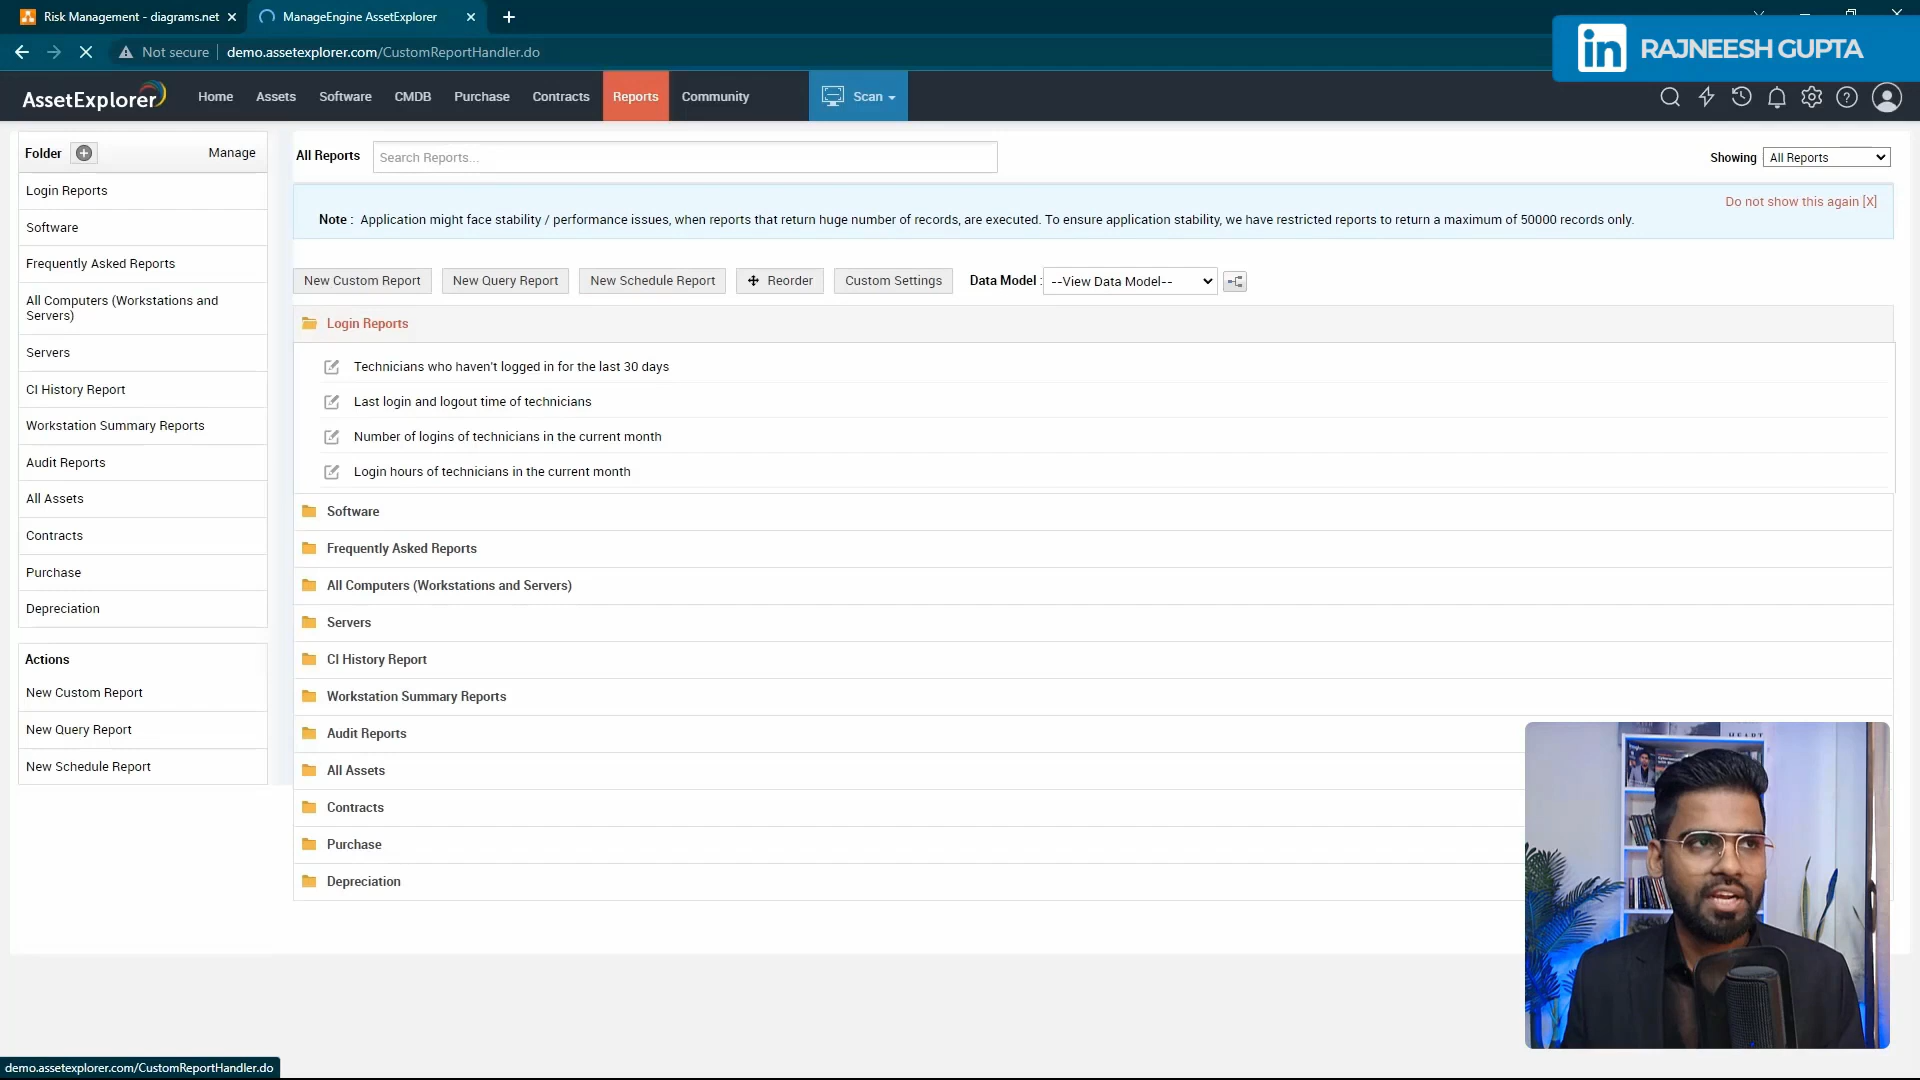 Risk Management - diagrams.net
ManageEngine AssetExplorer
Not secure
demo.assetexplorer.com/CustomReportHandler.do
in RAJNEESH GUPTA
AssetExplorer
Home
Assets
Software
CMDB
Purchase
Contracts
Reports
Community
Scan
Folder
Manage
Login Reports
Software
Frequently Asked Reports
All Computers (Workstations and
Servers)
Servers
CI History Report
Workstation Summary Reports
Audit Reports
All Assets
Contracts
Purchase
Depreciation
Actions
New Custom Report
New Query Report
New Schedule Report
All Reports
Search Reports...
Showing
All Reports
Do not show this again [X]
Note : Application might face stability / performance issues, when reports that return huge number of records, are executed. To ensure application stability, we have restricted reports to return a maximum of 50000 records only.
New Custom Report
New Query Report
New Schedule Report
Reorder
Custom Settings
Data Model :
--View Data Model--
Login Reports
Technicians who haven't logged in for the last 30 days
Last login and logout time of technicians
Number of logins of technicians in the current month
Login hours of technicians in the current month
Software
Frequently Asked Reports
All Computers (Workstations and Servers)
Servers
CI History Report
Workstation Summary Reports
Audit Reports
All Assets
Contracts
Purchase
Depreciation
demo.assetexplorer.com/CustomReportHandler.do